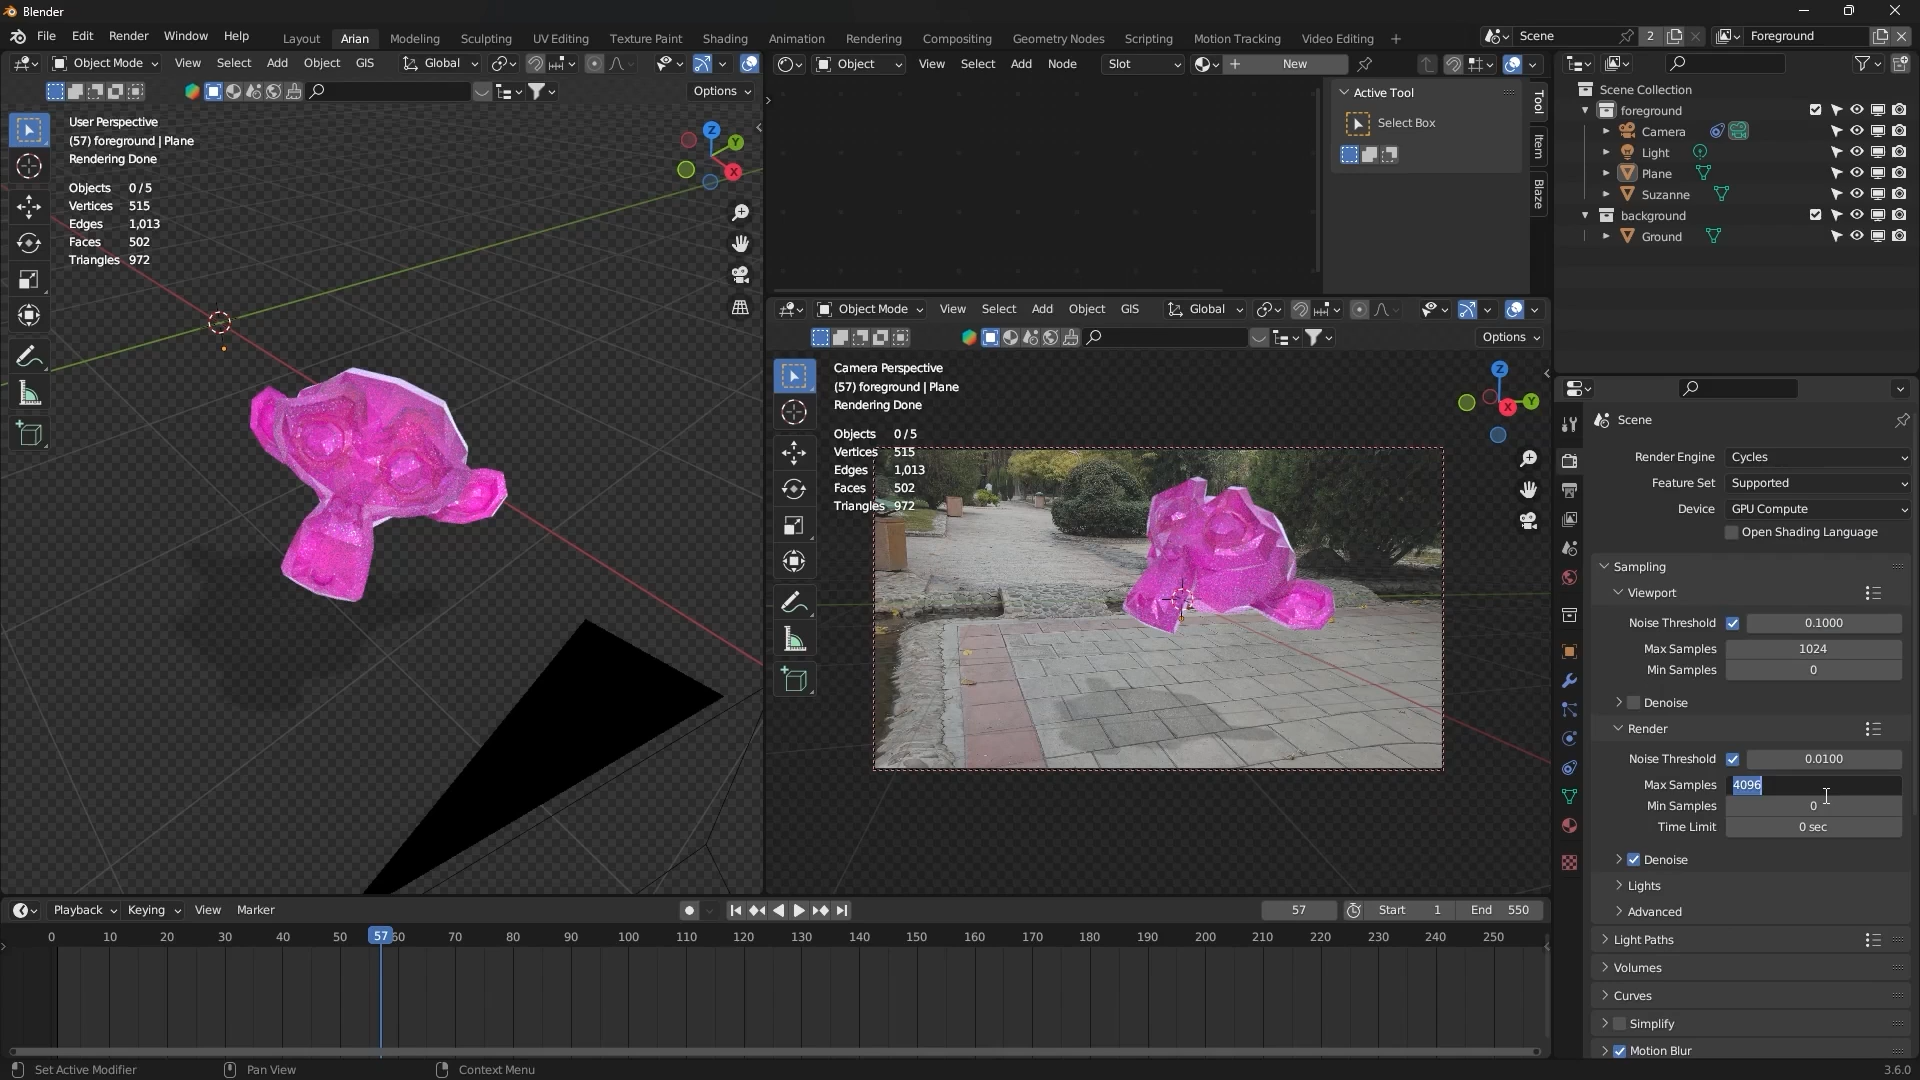 Blender
File Edit Render Window Help Layout Arian Modeling Sculpting UV Editing Texture Paint Shading Animation Rendering Compositing Geometry Nodes Scripting Motion Tracking Video Editing + Scene 2 Foreground
Object Mode View Select Add Object GIS Global
Options
User Perspective
(57) foreground | Plane
Rendering Done
Objects 0/5
Vertices 515
Edges 1,013
Faces 502
Triangles 972
Z
Y
X
Object View Select Add Node Slot New
Active Tool
Select Box
Tool
Item
Blaze
Object Mode View Select Add Object GIS Global
Options
Camera Perspective
(57) foreground | Plane
Rendering Done
Objects 0/5
Vertices 515
Edges 1,013
Faces 502
Triangles 972
Z
X
Y
Scene Collection
foreground
Camera
Light
Plane
Suzanne
background
Ground
Scene
Render Engine Cycles
Feature Set Supported
Device GPU Compute
Open Shading Language
Sampling
Viewport
Noise Threshold 0.1000
Max Samples 1024
Min Samples 0
Denoise
Render
Noise Threshold 0.0100
Max Samples 4096
Min Samples 0
Time Limit 0 sec
Denoise
Lights
Advanced
Light Paths
Volumes
Curves
Simplify
Motion Blur
Playback Keying View Marker 57 Start 1 End 550
0 10 20 30 40 50 57 60 70 80 90 100 110 120 130 140 150 160 170 180 190 200 210 220 230 240 250
Set Active Modifier Pan View Context Menu 3.6.0